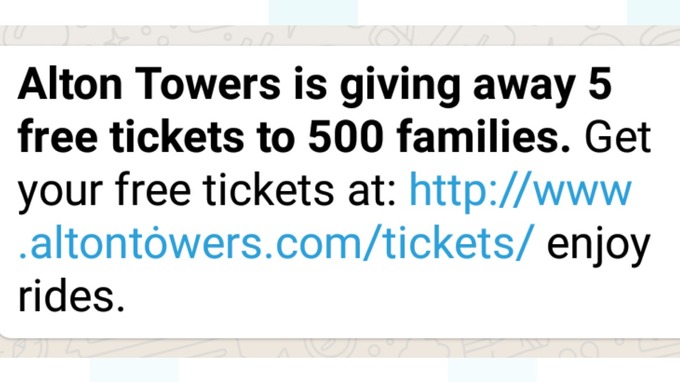 Alton Towers is giving away 5
free tickets to 500 families. Get
your free tickets at: http://www
.altontȯwers.com/tickets/ enjoy
rides.